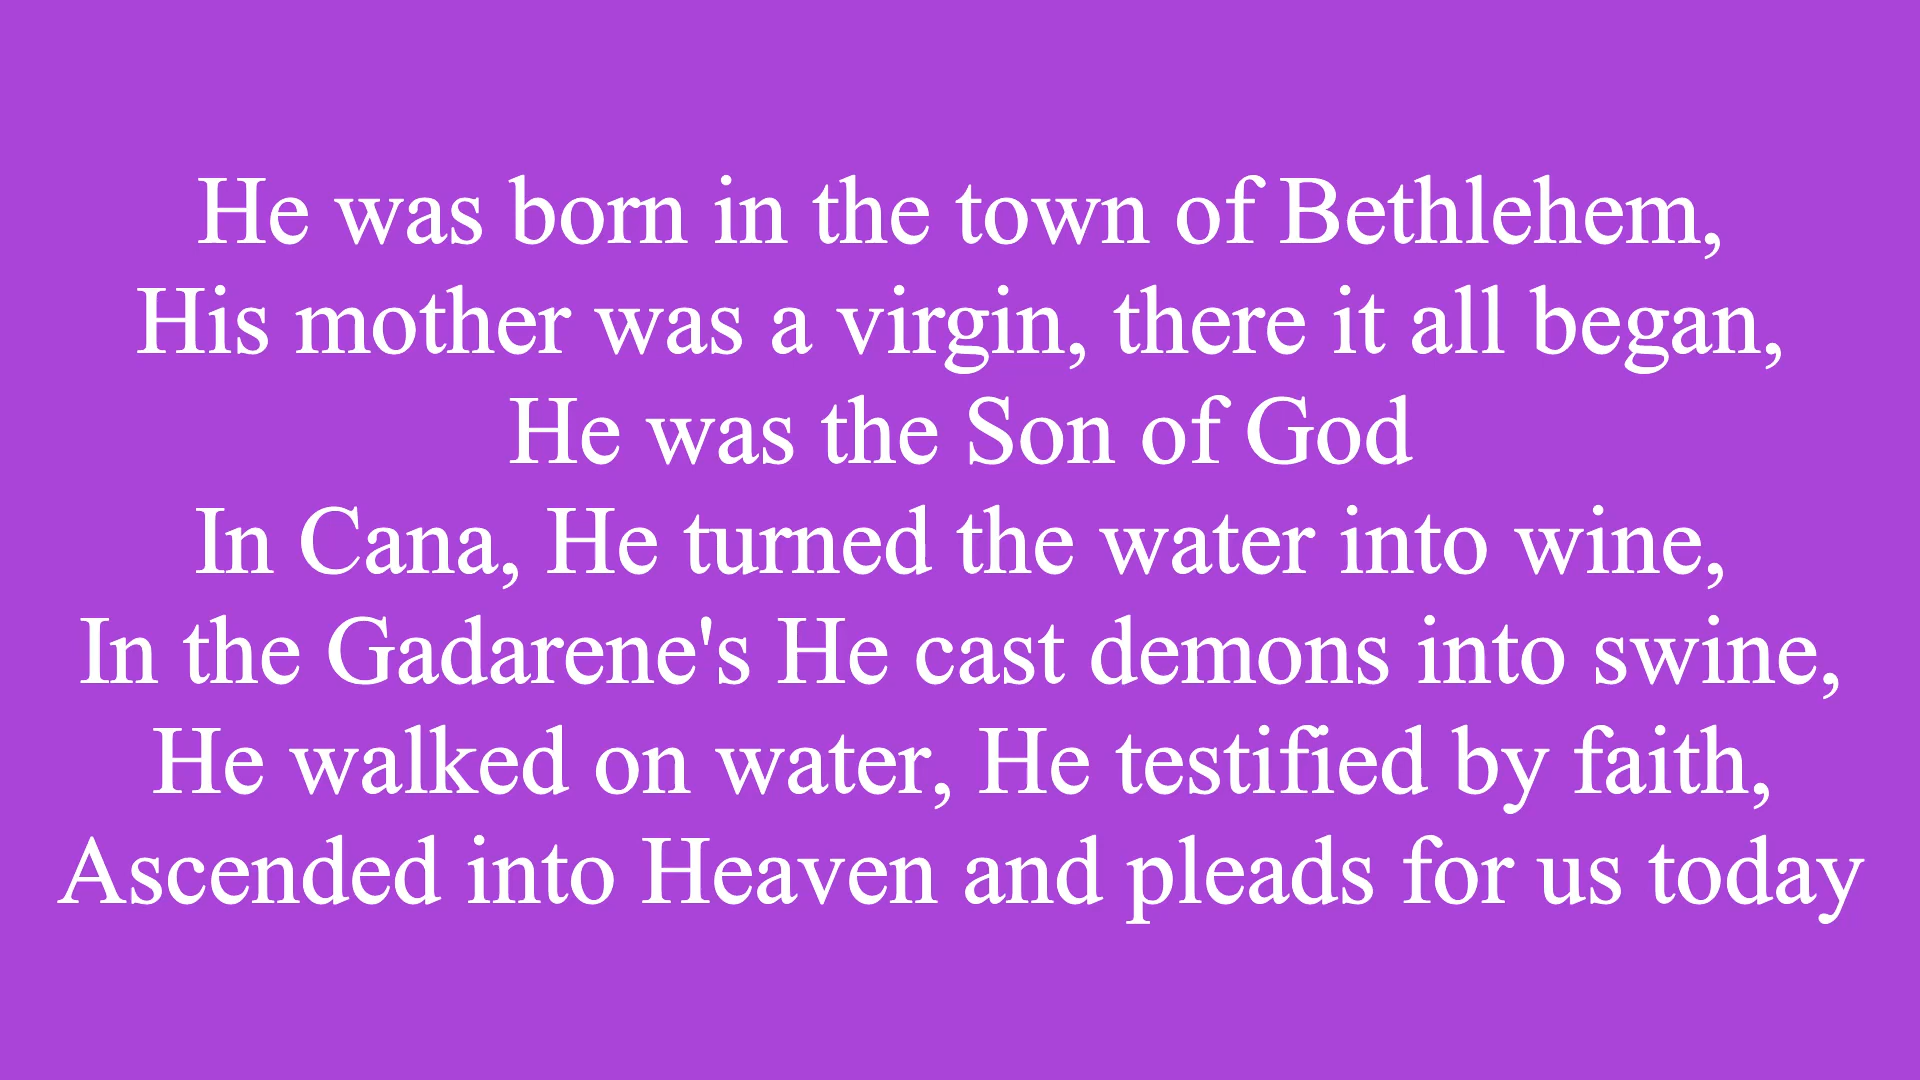 He was born in the town of Bethlehem,
His mother was a virgin, there it all began,
He was the Son of God
In Cana, He turned the water into wine,
In the Gadarene's He cast demons into swine,
He walked on water, He testified by faith,
Ascended into Heaven and pleads for us today